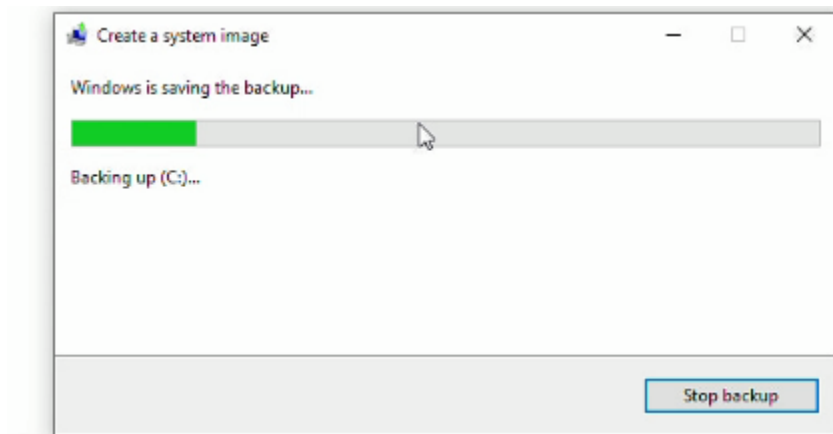 Create a system image
Windows is saving the backup...
Backing up (C:)...
Stop backup